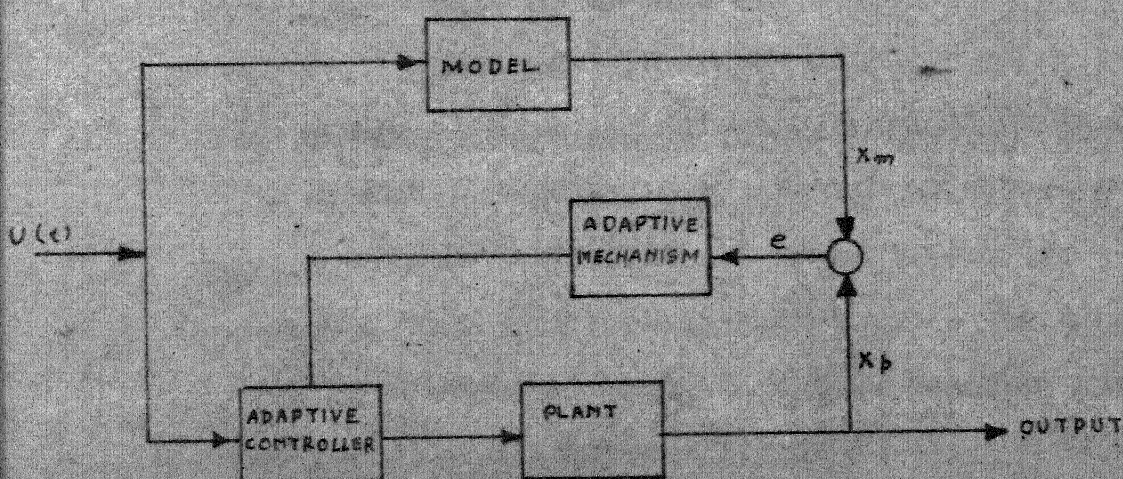 MODEL
Xm
U(t)
ADAPTIVE
MECHANISM
e
Xp
ADAPTIVE
CONTROLLER
PLANT
OUTPUT